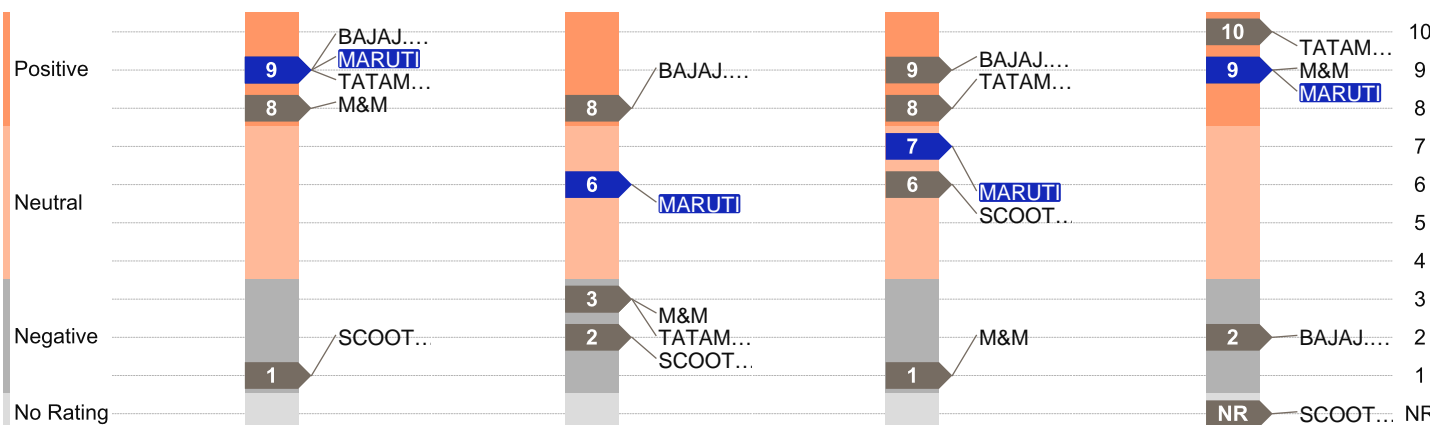 10 10
BAJAJ.... TATAM...
Positive 9 MARUTI BAJAJ.... 9 BAJAJ.... 9 M&M 9
TATAM... TATAM... MARUTI
8 M&M 8 8 8
7 7
Neutral 6 MARUTI 6 MARUTI 6
SCOOT...
5
4
3 M&M 3
Negative SCOOT... 2 TATAM... M&M 2 BAJAJ.... 2
SCOOT...
1 1 1
No Rating NR SCOOT... NR